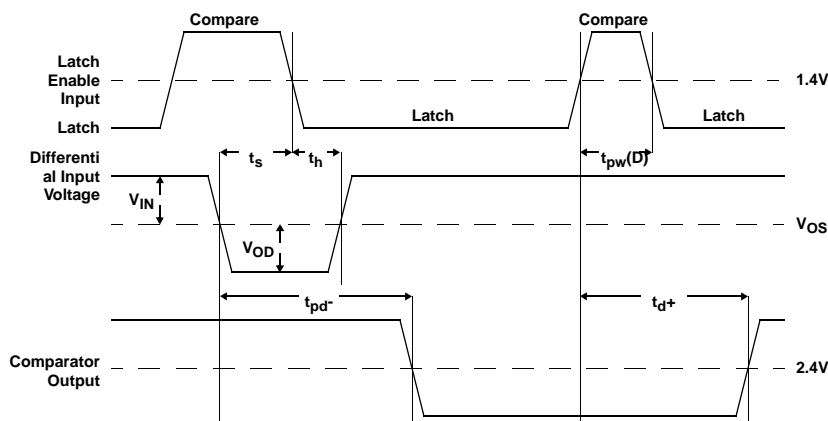 Compare
Compare
Latch
Enable
Input
1.4V
Latch
Latch
Latch
Differenti
al Input
Voltage
ts
th
tpw(D)
VIN
VOS
VOD
tpd-
td+
Comparator
Output
2.4V